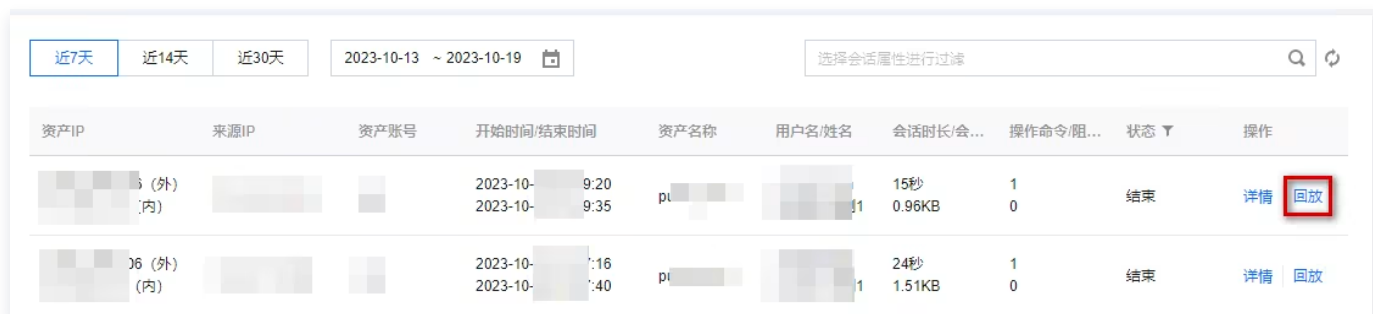 近7天 近14天 近30天 2023-10-13 ~ 2023-10-19 选择会话属性进行过滤
资产IP 来源IP 资产账号 开始时间/结束时间 资产名称 用户名/姓名 会话时长/会... 操作命令/阻... 状态 操作
(外) 2023-10- 9:20 15秒 1
(内) 2023-10- 9:35 0.96KB 0
结束 详情 回放
06 (外) 2023-10- :16 24秒 1
(内) 2023-10- :40 1.51KB 0
结束 详情 回放